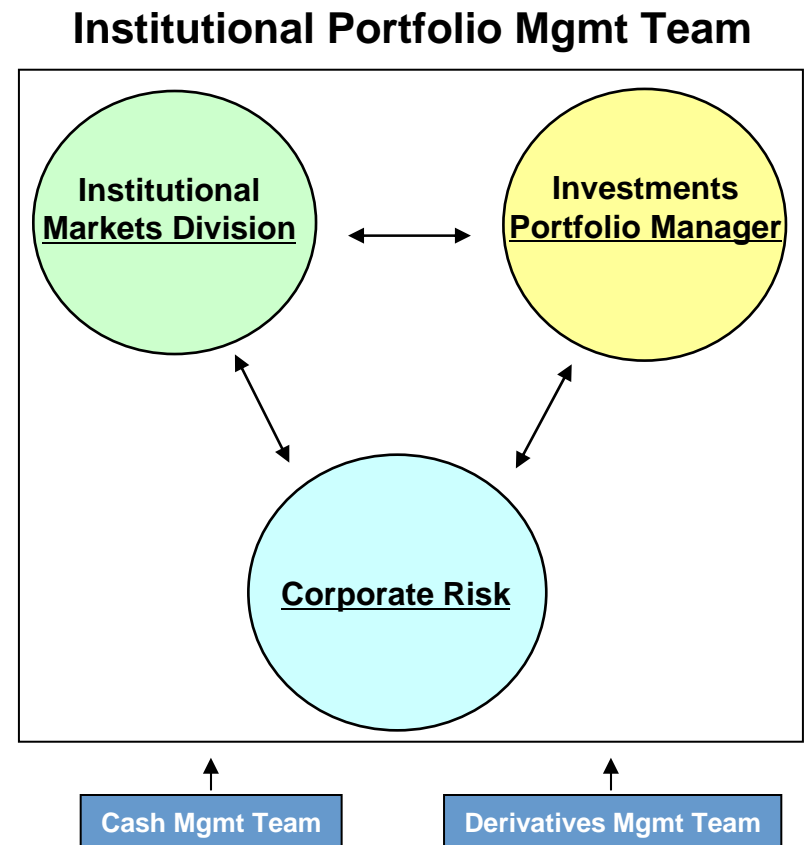 Institutional Portfolio Mgmt Team
Institutional
Markets Division
Investments
Portfolio Manager
Corporate Risk
Cash Mgmt Team
Derivatives Mgmt Team